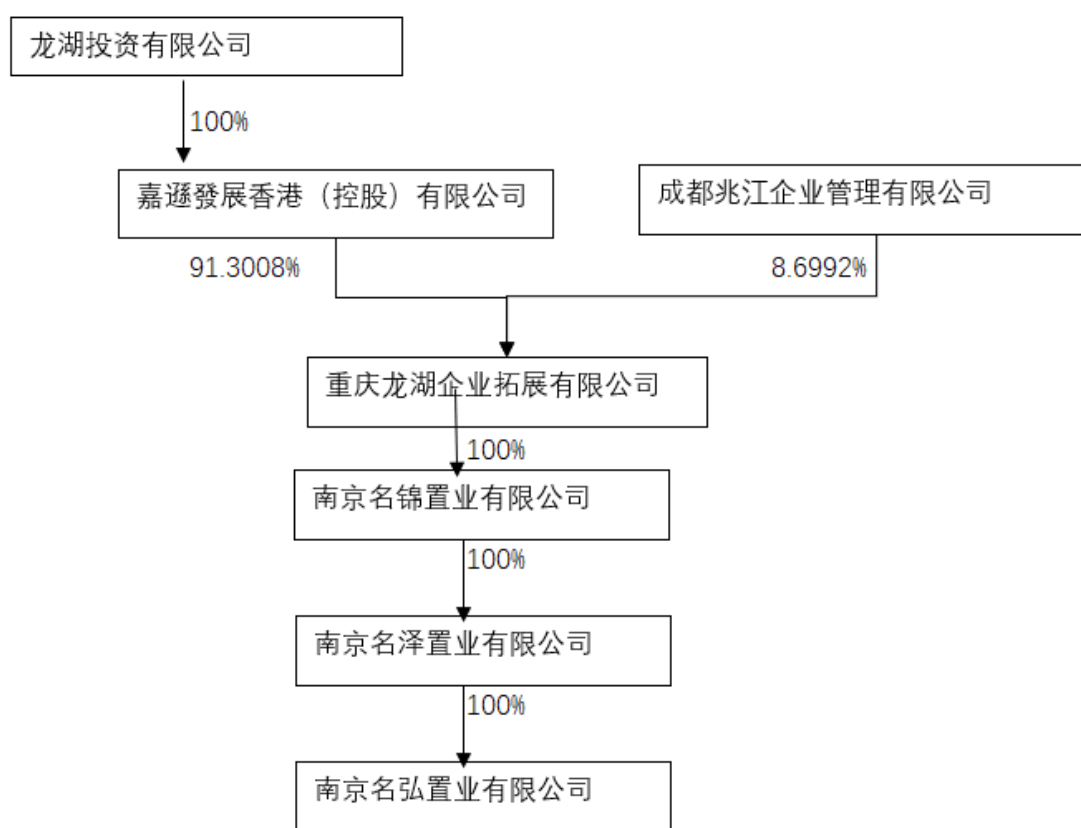 龙湖投资有限公司
100%
嘉遜發展香港（控股）有限公司
成都兆江企业管理有限公司
91.3008%
8.6992%
重庆龙湖企业拓展有限公司
100%
南京名锦置业有限公司
100%
南京名泽置业有限公司
100%
南京名弘置业有限公司